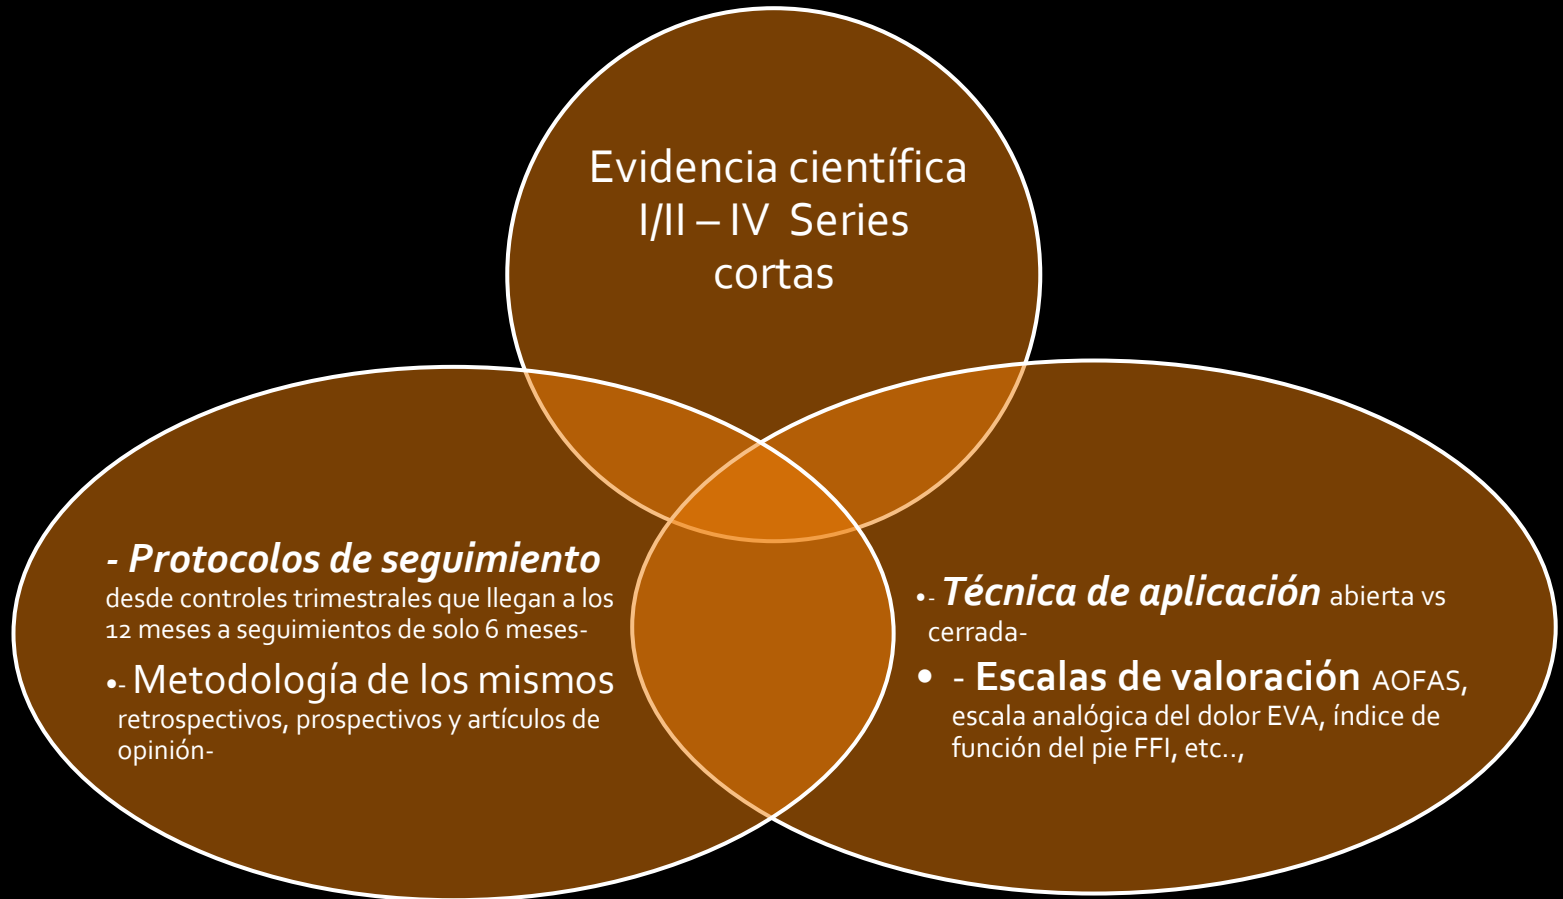 Evidencia científica
I/II – IV Series
cortas
- Protocolos de seguimiento
desde controles trimestrales que llegan a los
12 meses a seguimientos de solo 6 meses-
•- Metodología de los mismos
retrospectivos, prospectivos y artículos de
opinión-
•- Técnica de aplicación abierta vs
cerrada-
• - Escalas de valoración AOFAS,
escala analógica del dolor EVA, índice de
función del pie FFI, etc..,